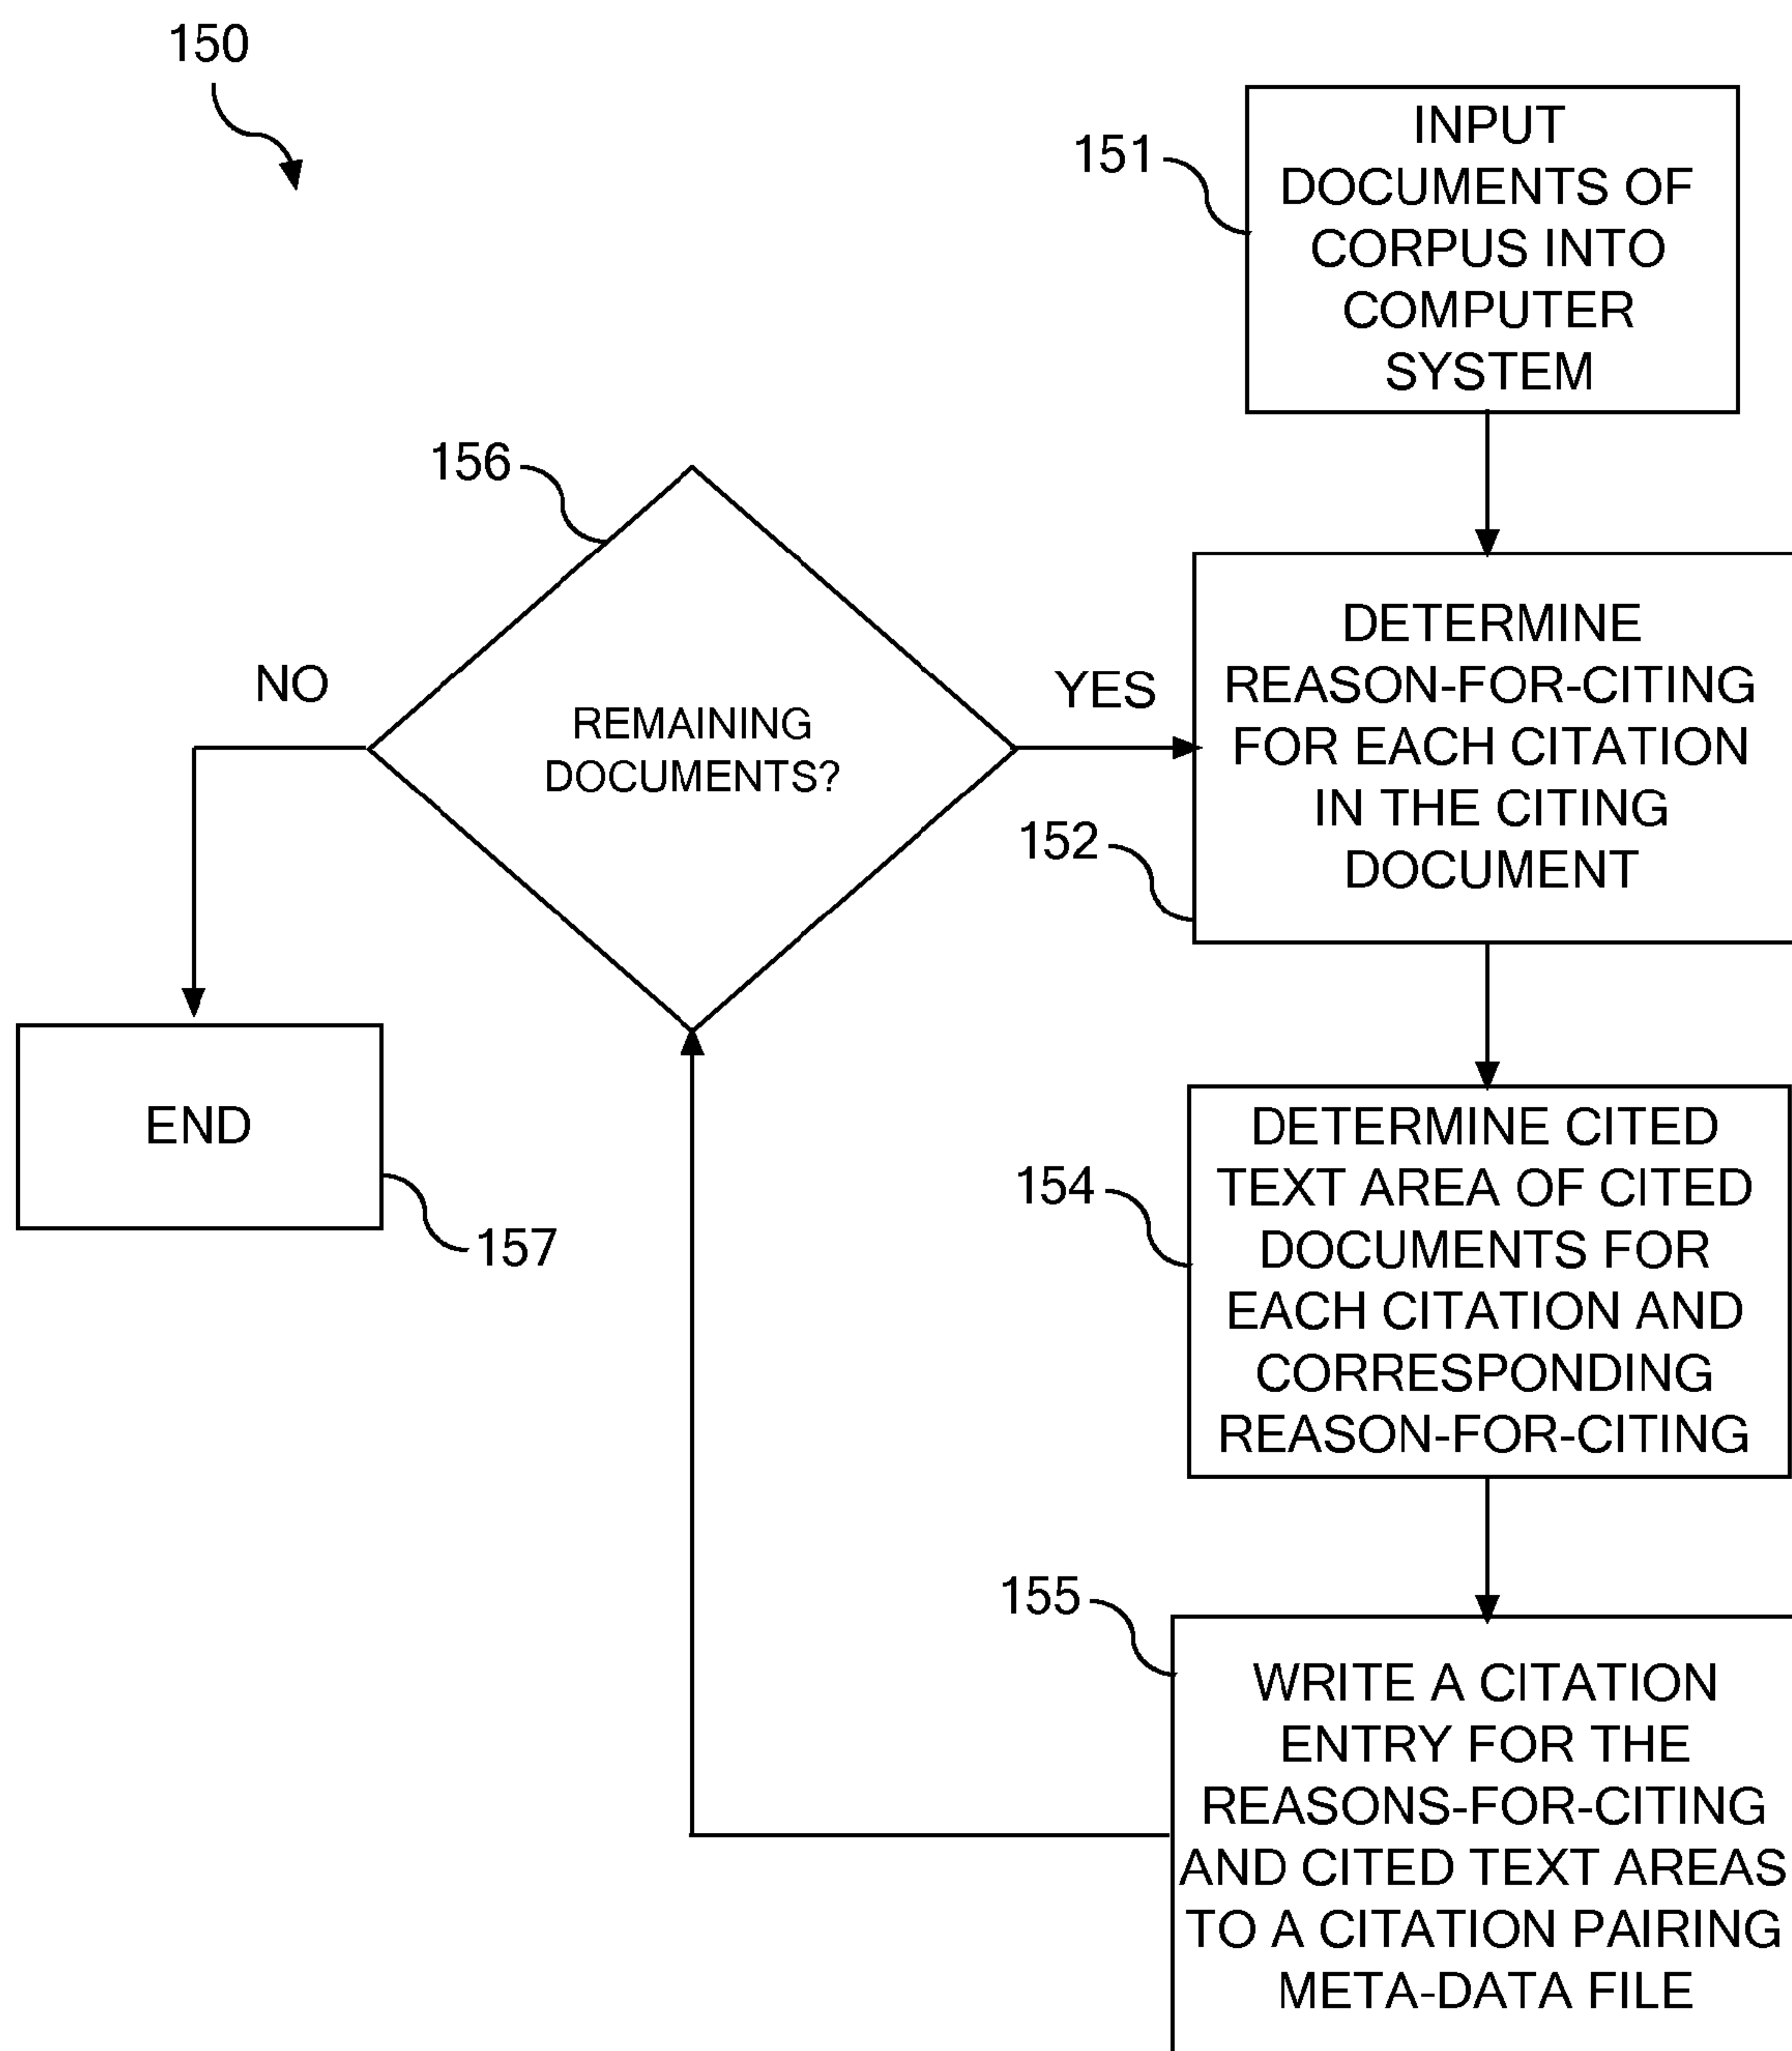 150
151
INPUT
DOCUMENTS OF
CORPUS INTO
COMPUTER
SYSTEM
156
REMAINING
DOCUMENTS?
NO
YES
152
DETERMINE
REASON-FOR-CITING
FOR EACH CITATION
IN THE CITING
DOCUMENT
END
157
154
DETERMINE CITED
TEXT AREA OF CITED
DOCUMENTS FOR
EACH CITATION AND
CORRESPONDING
REASON-FOR-CITING
155
WRITE A CITATION
ENTRY FOR THE
REASONS-FOR-CITING
AND CITED TEXT AREAS
TO A CITATION PAIRING
META-DATA FILE